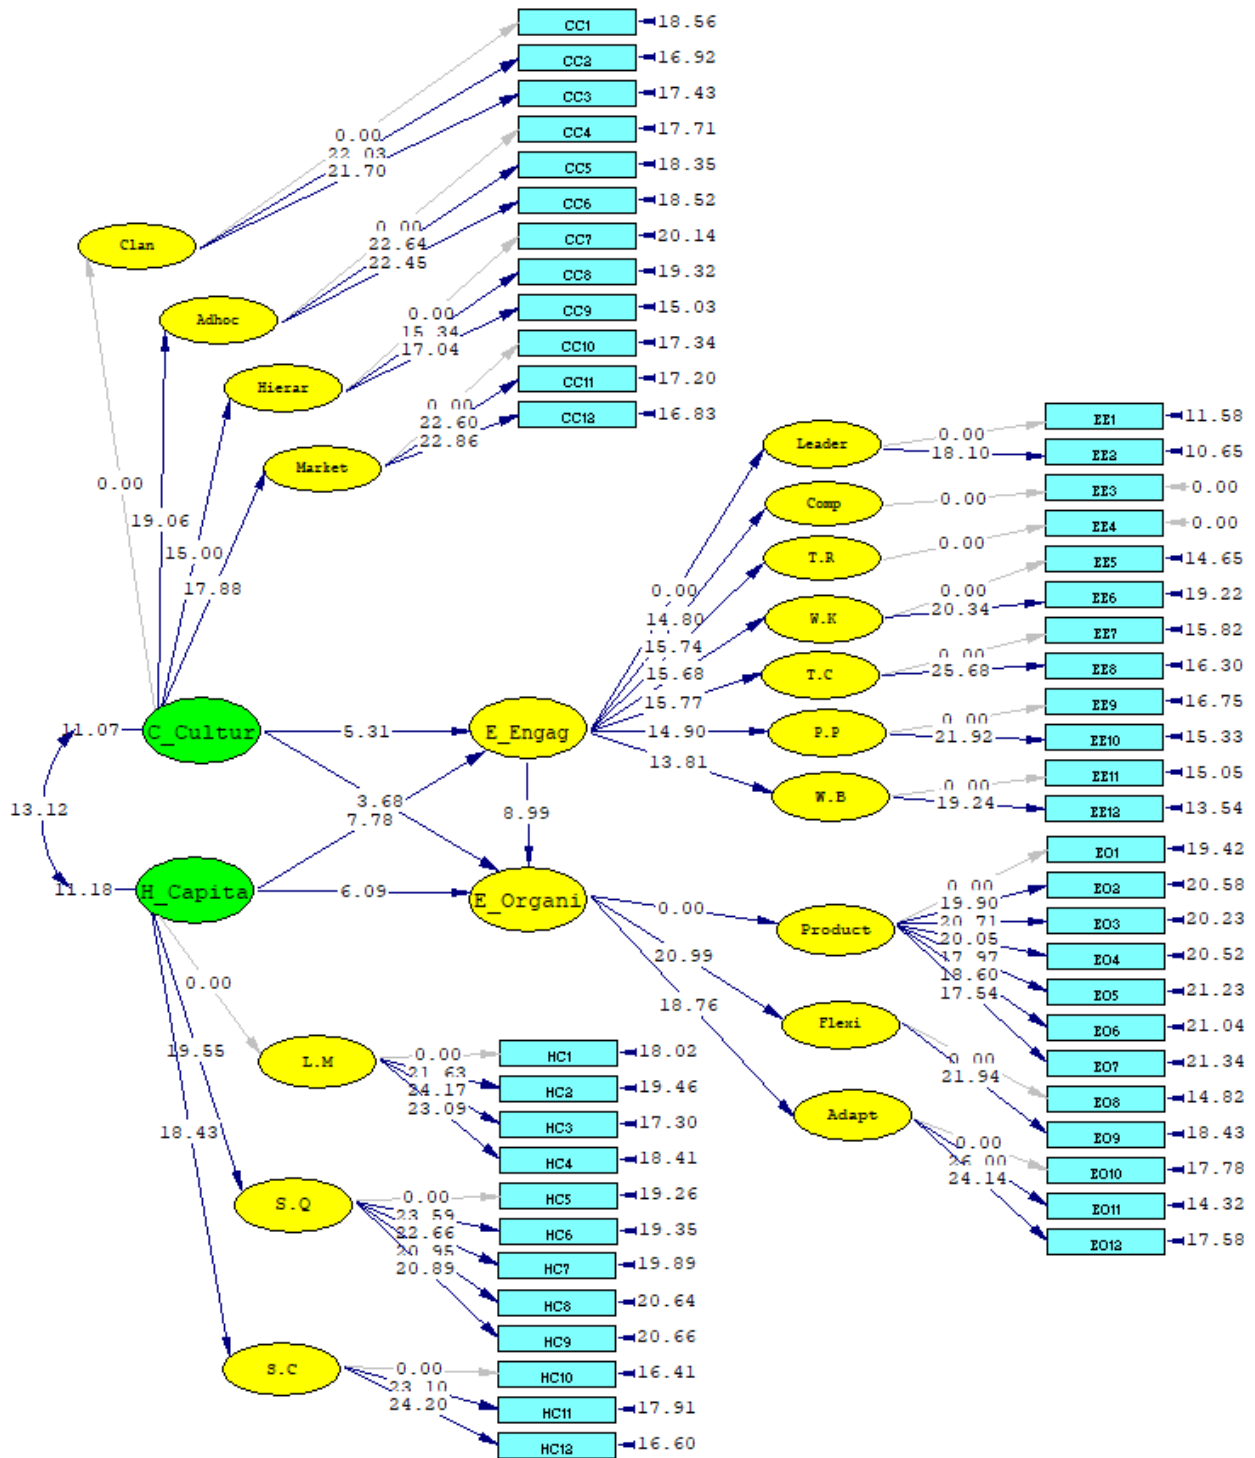 CC1 18.56
CC2 16.92
CC3 17.43
CC4 17.71
CC5 18.35
CC6 18.52
CC7 20.14
CC8 19.32
CC9 15.03
CC10 17.34
CC11 17.20
CC12 16.83
0.00
22.03
21.70
Clan
0.00
22.64
22.45
Adhoc
0.00
15.34
17.04
Hierar
0.00
22.60
22.86
Market
0.00
19.06
15.00
17.88
11.07
C_Cultur
13.12
11.18
H_Capita
5.31
3.68
7.78
6.09
E_Engag
8.99
E_Organi
0.00
14.80
15.74
15.68
15.77
14.90
13.81
Leader
0.00
18.10
Comp
0.00
T.R
0.00
W.K
0.00
20.34
T.C
0.00
25.68
P.P
0.00
21.92
W.B
0.00
19.24
EE1 11.58
EE2 10.65
EE3 0.00
EE4 0.00
EE5 14.65
EE6 19.22
EE7 15.82
EE8 16.30
EE9 16.75
EE10 15.33
EE11 15.05
EE12 13.54
0.00
20.99
18.76
Product
0.00
19.90
20.71
20.05
17.97
18.60
17.54
Flexi
0.00
21.94
Adapt
0.00
26.00
24.14
EO1 19.42
EO2 20.58
EO3 20.23
EO4 20.52
EO5 21.23
EO6 21.04
EO7 21.34
EO8 14.82
EO9 18.43
EO10 17.78
EO11 14.32
EO12 17.58
0.00
19.55
18.43
L.M
0.00
21.63
24.17
23.09
S.Q
0.00
23.59
22.66
20.95
20.89
S.C
0.00
23.10
24.20
HC1 18.02
HC2 19.46
HC3 17.30
HC4 18.41
HC5 19.26
HC6 19.35
HC7 19.89
HC8 20.64
HC9 20.66
HC10 16.41
HC11 17.91
HC12 16.60